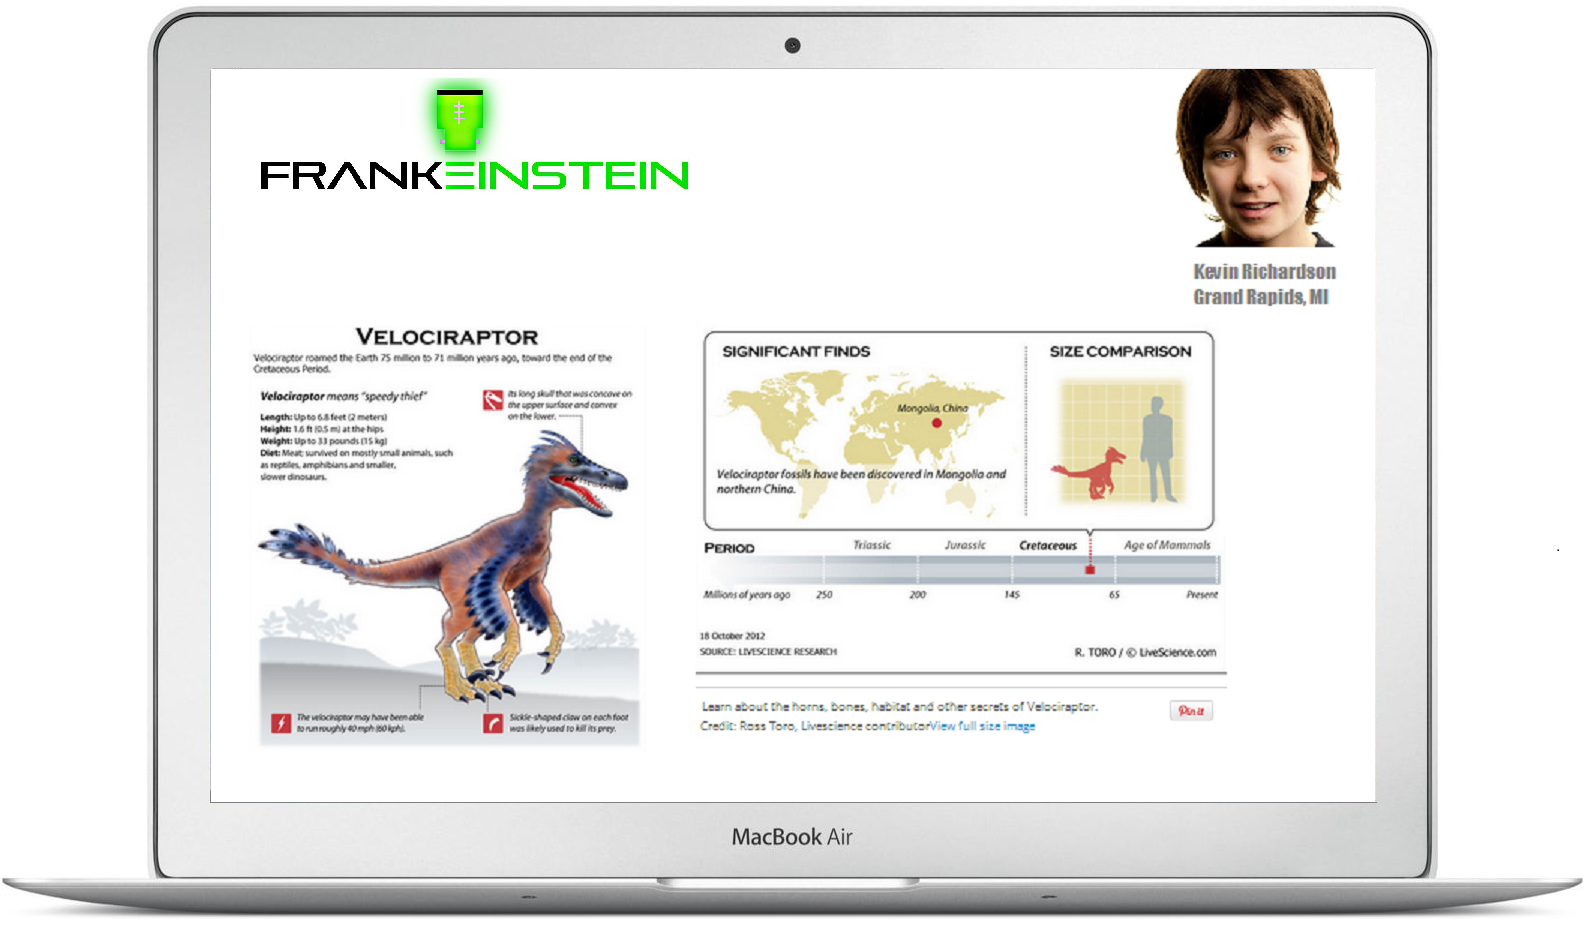 FRANKEINSTEIN
Kevin Richardson
Grand Rapids, MI
VELOCIRAPTOR
Velociraptor roamed the Earth 75 million to 71 million years ago, toward the end of the
Cretaceous Period.
Velociraptor means "speedy thief"
Length: Up to 6.8 feet (2 meters)
Height: 1.6 ft (0.5 m) at the hips
Weight: Up to 33 pounds (15 kg)
Diet: Meat; survived on mostly small animals, such
as reptiles, amphibians and smaller,
slower dinosaurs.
Its long skull that was concave on
the upper surface and convex
on the lower.
The velociraptor may have been able
to run roughly 40 mph (60 kph).
Sickle-shaped claw on each foot
was likely used to kill its prey.
SIGNIFICANT FINDS
Mongolia, China
Velociraptor fossils have been discovered in Mongolia and
northern China.
SIZE COMPARISON
PERIOD Triassic Jurassic Cretaceous Age of Mammals
Millions of years ago 250 200 145 65 Present
18 October 2012
SOURCE: LIVESCIENCE RESEARCH R. TORO / © LiveScience.com
Learn about the horns, bones, habitat and other secrets of Velociraptor.
Pin it
Credit: Ross Toro, Livescience contributorView full size image
MacBook Air